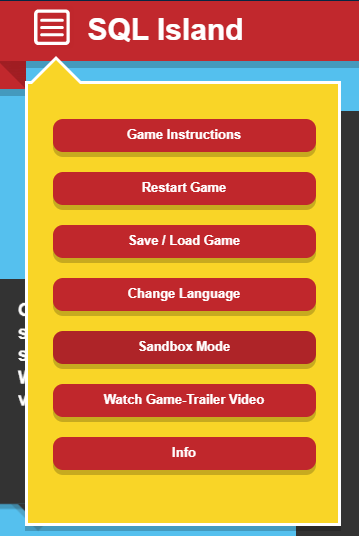 SQL Island
Game Instructions
Restart Game
Save / Load Game
Change Language
Sandbox Mode
Watch Game-Trailer Video
Info